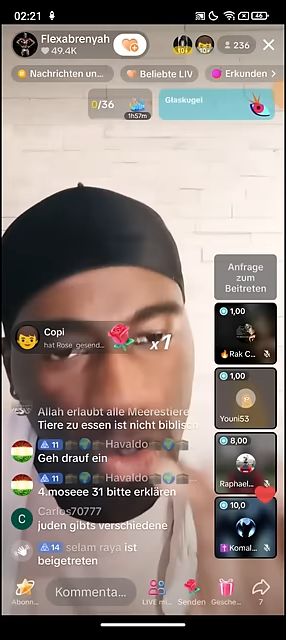 02:21
46
Flexabrenyah
49.4K
10+
10+
236
Nachrichten un...
Beliebte LIV
Erkunden
0/36
1h57m
Glaskugel
Anfrage
zum
Beitreten
1,00
Rak C...
1,00
Youni53
8,00
Raphael...
10,0
Komal...
Copi
hat Rose gesend...
x1
Allah erlaubt alle Meerestiere
Tiere zu essen ist nicht biblisch
11 Havaldo
Geh drauf ein
11 Havaldo
4.moseee 31 bitte erklären
C
Carlos70777
juden gibts verschiedene
14 selam raya ist
beigetreten
Abonn...
Kommenta...
LIVE mi...
Senden
Gesche...
7